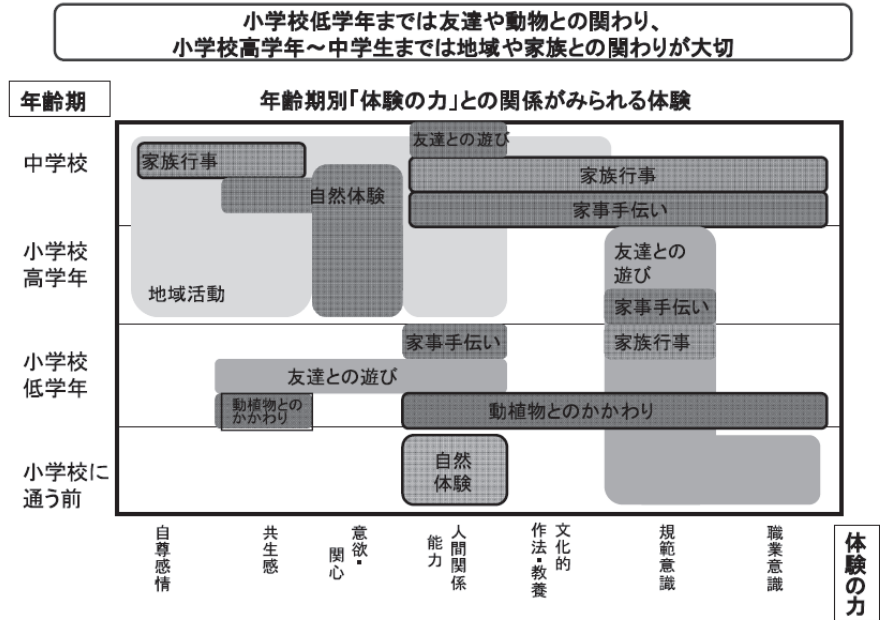 小学校低学年までは友達や動物との関わり、
小学校高学年～中学生までは地域や家族との関わりが大切
年齢期
年齢期別「体験の力」との関係がみられる体験
中学校
友達との遊び
家族行事
家族行事
自然体験
家事手伝い
小学校
高学年
友達との
遊び
地域活動
家事手伝い
小学校
低学年
家事手伝い
家族行事
友達との遊び
動植物との
かかわり
動植物とのかかわり
小学校に
通う前
自然
体験
自尊感情
共生感
意欲・
関心
人間関係
能力
文化的
作法・教養
規範意識
職業意識
体験の力